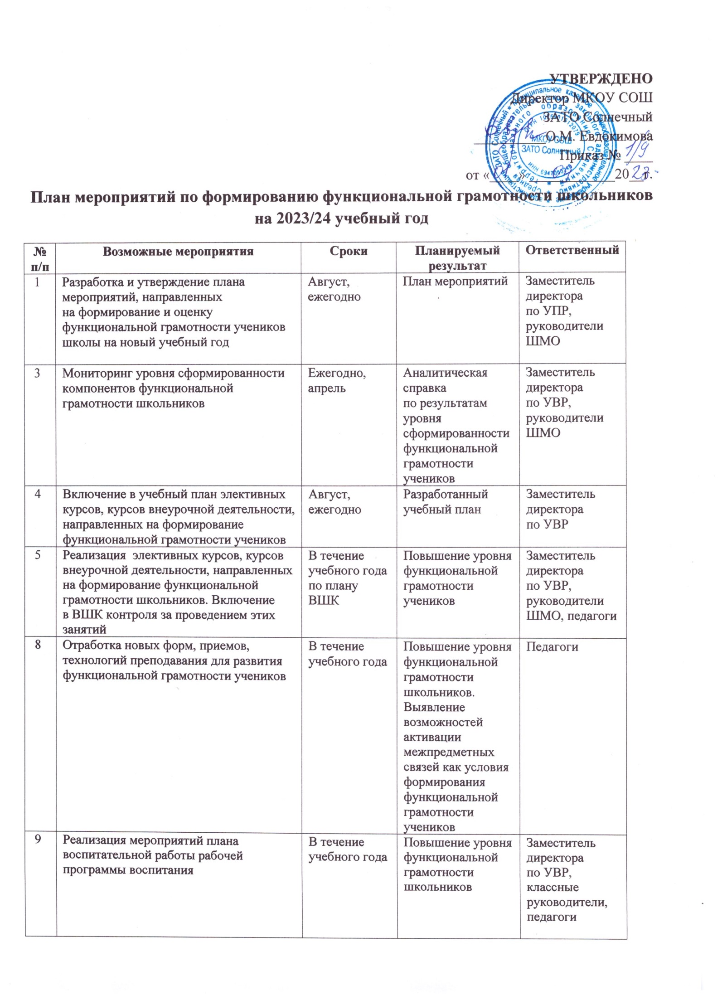 УТВЕРЖДЕНО
Директор МКОУ СОШ
ЗАТО Солнечный
О.М. Евдокимова
Приказ №
от « » 20 23 г.
МКОУ СОШ
ЗАТО Солнечный
План мероприятий по формированию функциональной грамотности школьников
на 2023/24 учебный год
№
п/п
Возможные мероприятия
Сроки
Планируемый
результат
Ответственный
1
Разработка и утверждение плана
мероприятий, направленных
на формирование и оценку
функциональной грамотности учеников
школы на новый учебный год
Август,
ежегодно
План мероприятий
Заместитель
директора
по УПР,
руководители
ШМО
3
Мониторинг уровня сформированности
компонентов функциональной
грамотности школьников
Ежегодно,
апрель
Аналитическая
справка
по результатам
уровня
сформированности
функциональной
грамотности
учеников
Заместитель
директора
по УВР,
руководители
ШМО
4
Включение в учебный план элективных
курсов, курсов внеурочной деятельности,
направленных на формирование
функциональной грамотности учеников
Август,
ежегодно
Разработанный
учебный план
Заместитель
директора
по УВР
5
Реализация элективных курсов, курсов
внеурочной деятельности, направленных
на формирование функциональной
грамотности школьников. Включение
в ВШК контроля за проведением этих
занятий
В течение
учебного года
по плану
ВШК
Повышение уровня
функциональной
грамотности
учеников
Заместитель
директора
по УВР,
руководители
ШМО, педагоги
8
Отработка новых форм, приемов,
технологий преподавания для развития
функциональной грамотности учеников
В течение
учебного года
Повышение уровня
функциональной
грамотности
школьников.
Выявление
возможностей
активации
межпредметных
связей как условия
формирования
функциональной
грамотности
учеников
Педагоги
9
Реализация мероприятий плана
воспитательной работы рабочей
программы воспитания
В течение
учебного года
Повышение уровня
функциональной
грамотности
школьников
Заместитель
директора
по УВР,
классные
руководители,
педагоги